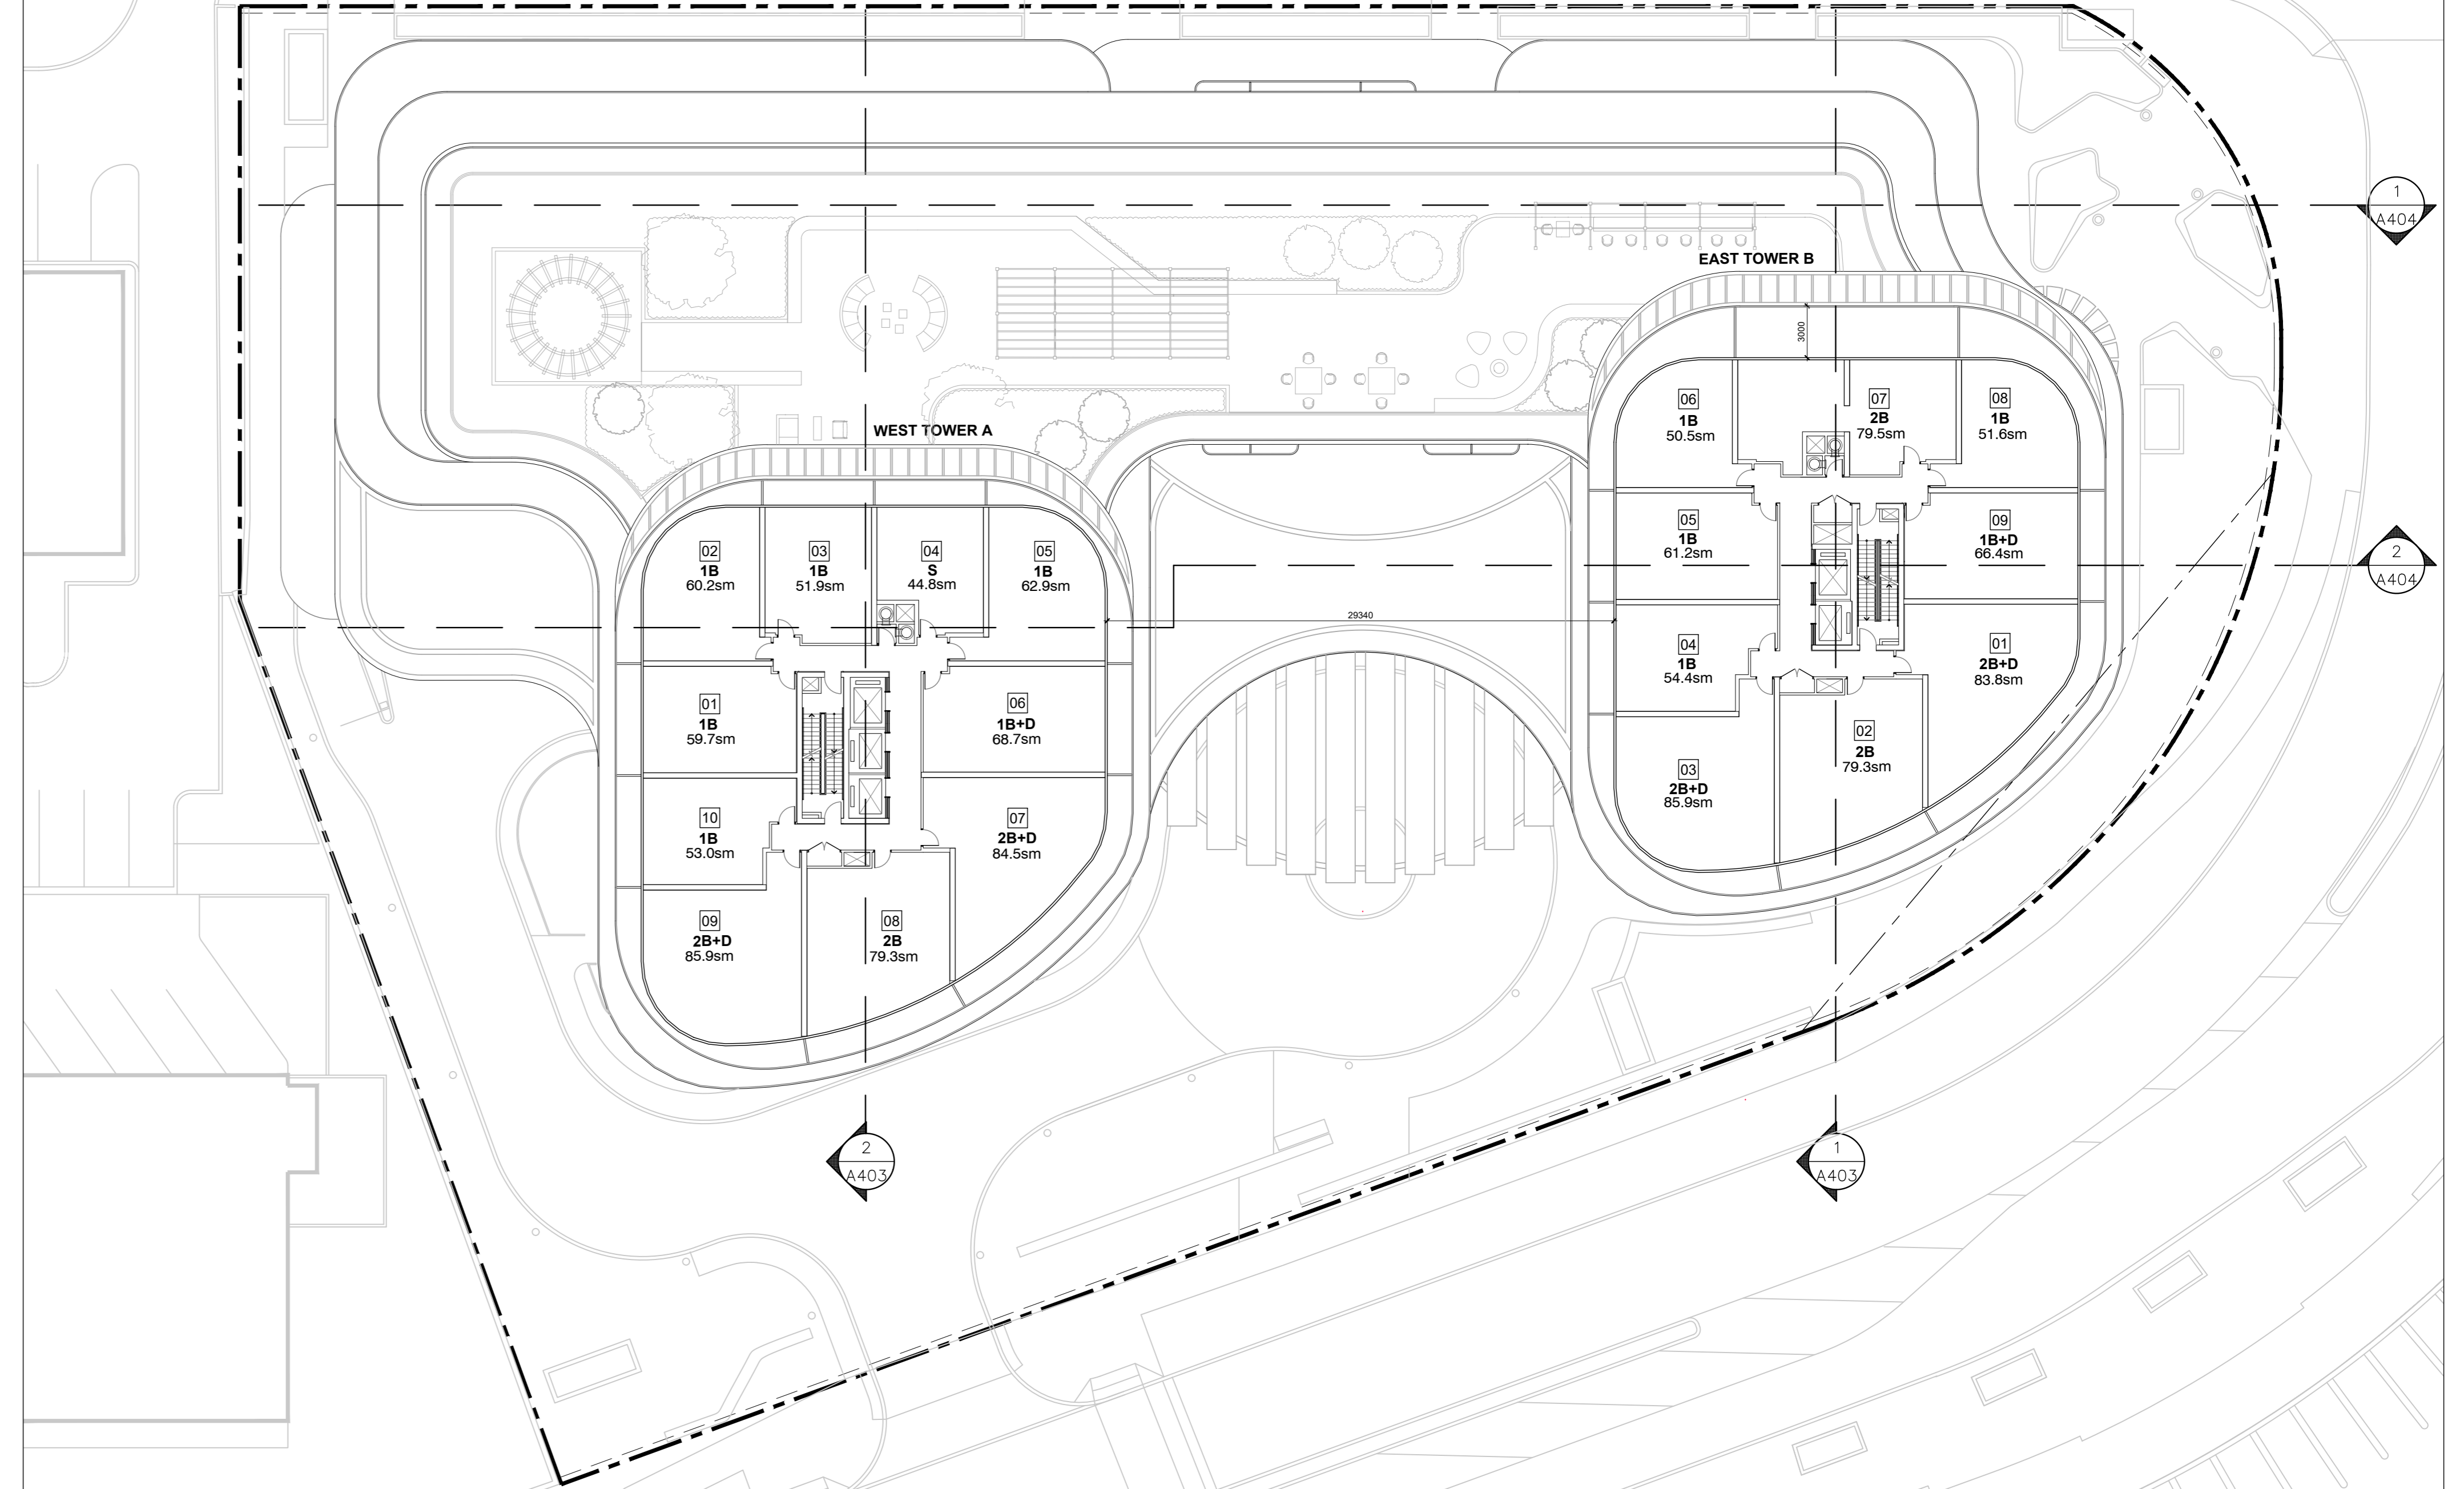 1
A404
EAST TOWER B
3000
06
1B
50.5sm
07
2B
79.5sm
08
1B
51.6sm
WEST TOWER A
05
1B
61.2sm
09
1B+D
66.4sm
2
A404
02
1B
60.2sm
03
1B
51.9sm
04
S
44.8sm
05
1B
62.9sm
29340
04
1B
54.4sm
01
2B+D
83.8sm
01
1B
59.7sm
06
1B+D
68.7sm
02
2B
79.3sm
03
2B+D
85.9sm
10
1B
53.0sm
07
2B+D
84.5sm
09
2B+D
85.9sm
08
2B
79.3sm
2
A403
1
A403